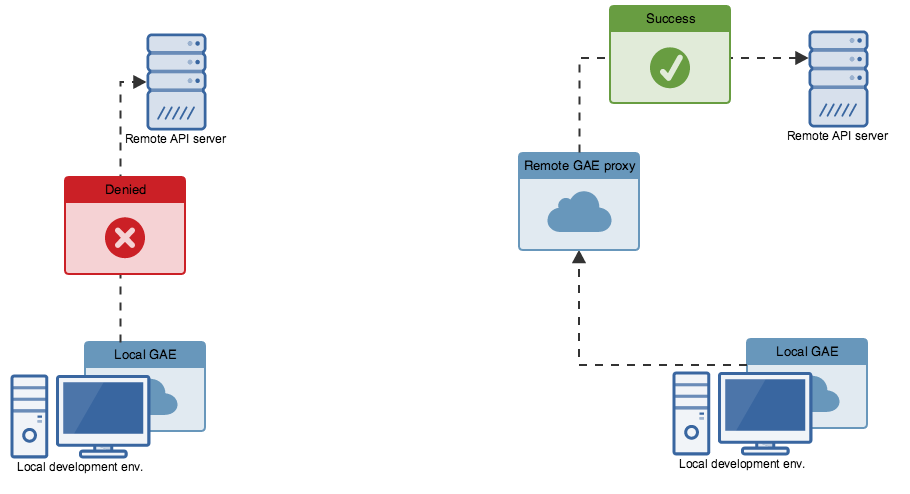 Remote API server
Denied
Local GAE
Local development env.
Success
Remote API server
Remote GAE proxy
Local GAE
Local development env.